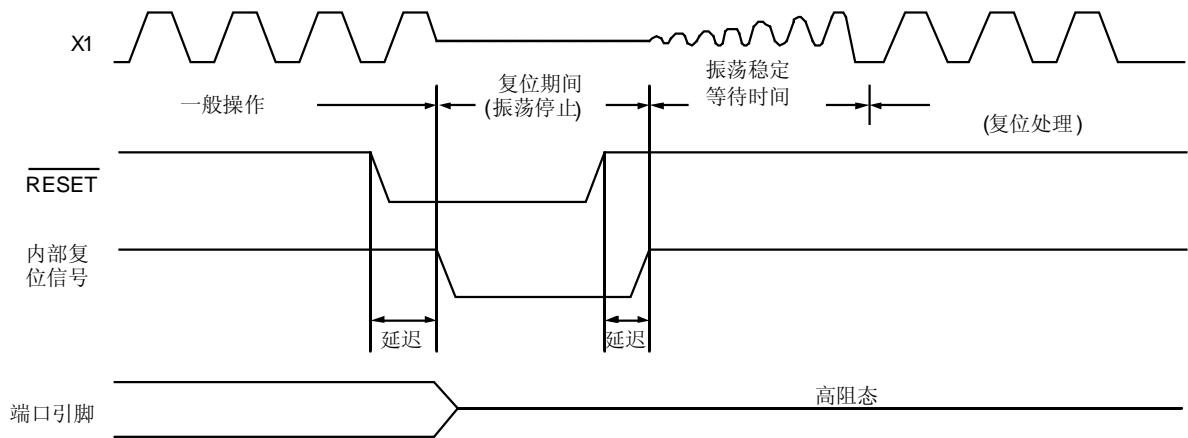 X1
一般操作
复位期间
(振荡停止)
振荡稳定
等待时间
(复位处理)
RESET
内部复
位信号
延迟
延迟
端口引脚
高阻态